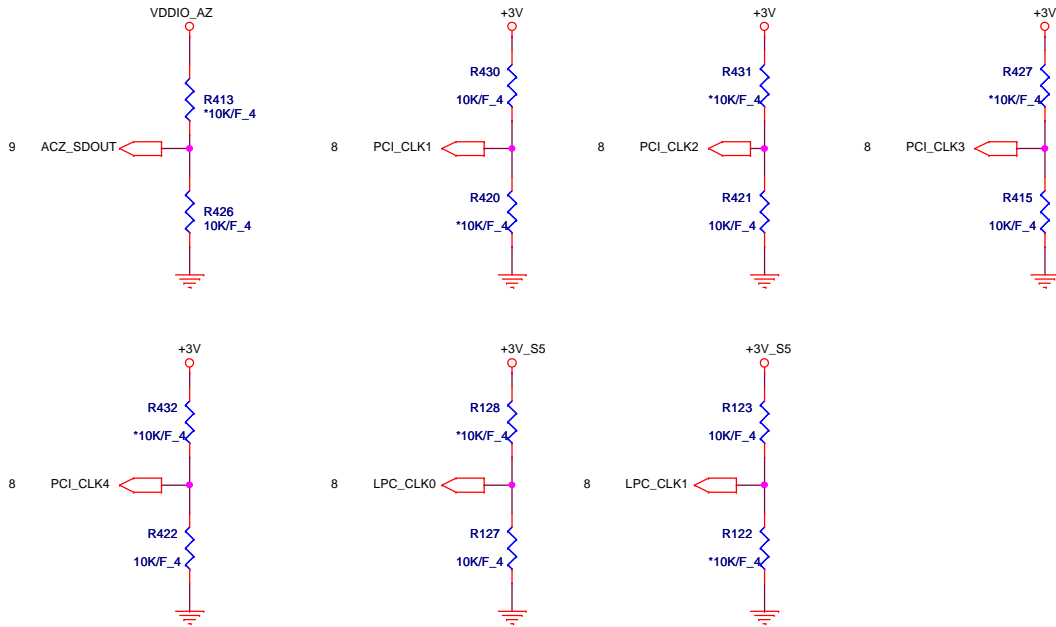 VDDIO_AZ
R413
*10K/F_4
9 ACZ_SDOUT
R426
10K/F_4
+3V
R430
10K/F_4
8 PCI_CLK1
R420
*10K/F_4
+3V
R431
*10K/F_4
8 PCI_CLK2
R421
10K/F_4
+3V
R427
*10K/F_4
8 PCI_CLK3
R415
10K/F_4
+3V
R432
*10K/F_4
8 PCI_CLK4
R422
10K/F_4
+3V_S5
R128
*10K/F_4
8 LPC_CLK0
R127
10K/F_4
+3V_S5
R123
10K/F_4
8 LPC_CLK1
R122
*10K/F_4